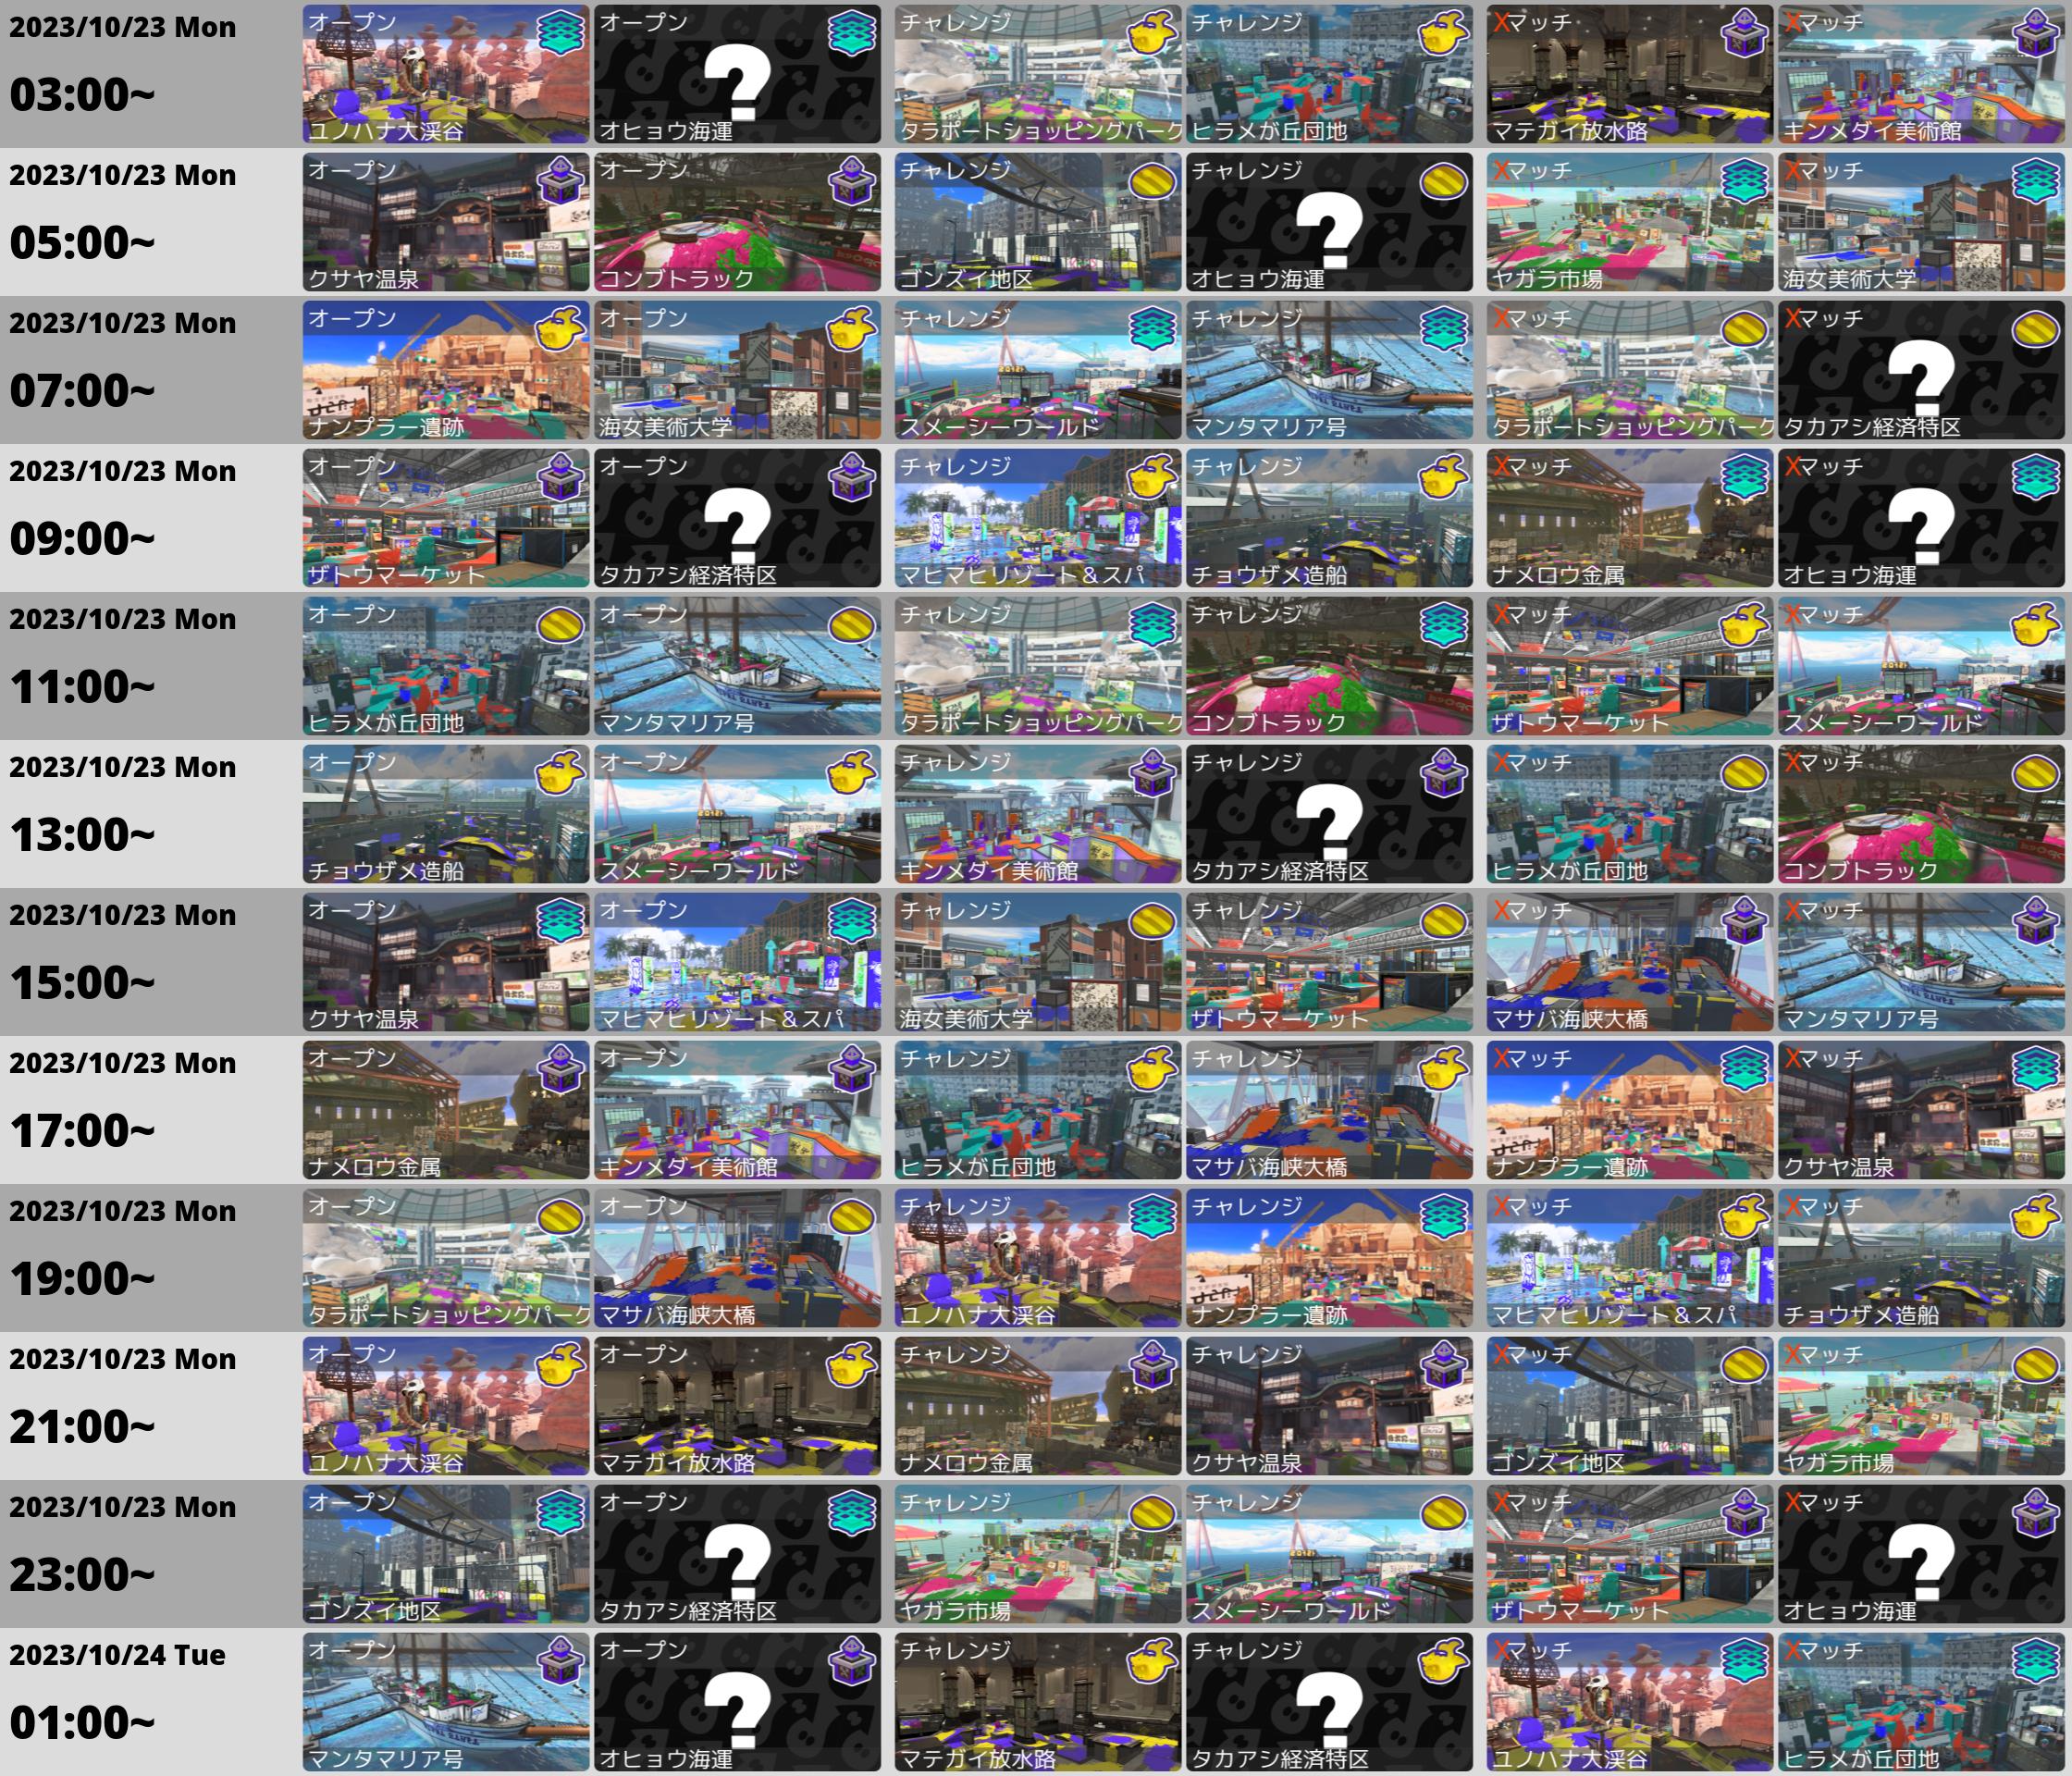 2023/10/23 Mon
03:00~
オープン
ユノハナ大渓谷
オープン
オヒョウ海運
チャレンジ
タラポートショッピングパーク
チャレンジ
ヒラメが丘団地
Xマッチ
マテガイ放水路
Xマッチ
キンメダイ美術館
2023/10/23 Mon
05:00~
オープン
クサヤ温泉
オープン
コンブトラック
チャレンジ
ゴンズイ地区
チャレンジ
オヒョウ海運
Xマッチ
ヤガラ市場
Xマッチ
海女美術大学
2023/10/23 Mon
07:00~
オープン
ナンプラー遺跡
オープン
海女美術大学
チャレンジ
スメーシーワールド
チャレンジ
マンタマリア号
Xマッチ
タラポートショッピングパーク
Xマッチ
タカアシ経済特区
2023/10/23 Mon
09:00~
オープン
ザトウマーケット
オープン
タカアシ経済特区
チャレンジ
マヒマヒリゾート＆スパ
チャレンジ
チョウザメ造船
Xマッチ
ナメロウ金属
Xマッチ
オヒョウ海運
2023/10/23 Mon
11:00~
オープン
ヒラメが丘団地
オープン
マンタマリア号
チャレンジ
タラポートショッピングパーク
チャレンジ
コンブトラック
Xマッチ
ザトウマーケット
Xマッチ
スメーシーワールド
2023/10/23 Mon
13:00~
オープン
チョウザメ造船
オープン
スメーシーワールド
チャレンジ
キンメダイ美術館
チャレンジ
タカアシ経済特区
Xマッチ
ヒラメが丘団地
Xマッチ
コンブトラック
2023/10/23 Mon
15:00~
オープン
クサヤ温泉
オープン
マヒマヒリゾート＆スパ
チャレンジ
海女美術大学
チャレンジ
ザトウマーケット
Xマッチ
マサバ海峡大橋
Xマッチ
マンタマリア号
2023/10/23 Mon
17:00~
オープン
ナメロウ金属
オープン
キンメダイ美術館
チャレンジ
ヒラメが丘団地
チャレンジ
マサバ海峡大橋
Xマッチ
ナンプラー遺跡
Xマッチ
クサヤ温泉
2023/10/23 Mon
19:00~
オープン
タラポートショッピングパーク
オープン
マサバ海峡大橋
チャレンジ
ユノハナ大渓谷
チャレンジ
ナンプラー遺跡
Xマッチ
マヒマヒリゾート＆スパ
Xマッチ
チョウザメ造船
2023/10/23 Mon
21:00~
オープン
ユノハナ大渓谷
オープン
マテガイ放水路
チャレンジ
ナメロウ金属
チャレンジ
クサヤ温泉
Xマッチ
ゴンズイ地区
Xマッチ
ヤガラ市場
2023/10/23 Mon
23:00~
オープン
ゴンズイ地区
オープン
タカアシ経済特区
チャレンジ
ヤガラ市場
チャレンジ
スメーシーワールド
Xマッチ
ザトウマーケット
Xマッチ
オヒョウ海運
2023/10/24 Tue
01:00~
オープン
マンタマリア号
オープン
オヒョウ海運
チャレンジ
マテガイ放水路
チャレンジ
タカアシ経済特区
Xマッチ
ユノハナ大渓谷
Xマッチ
ヒラメが丘団地